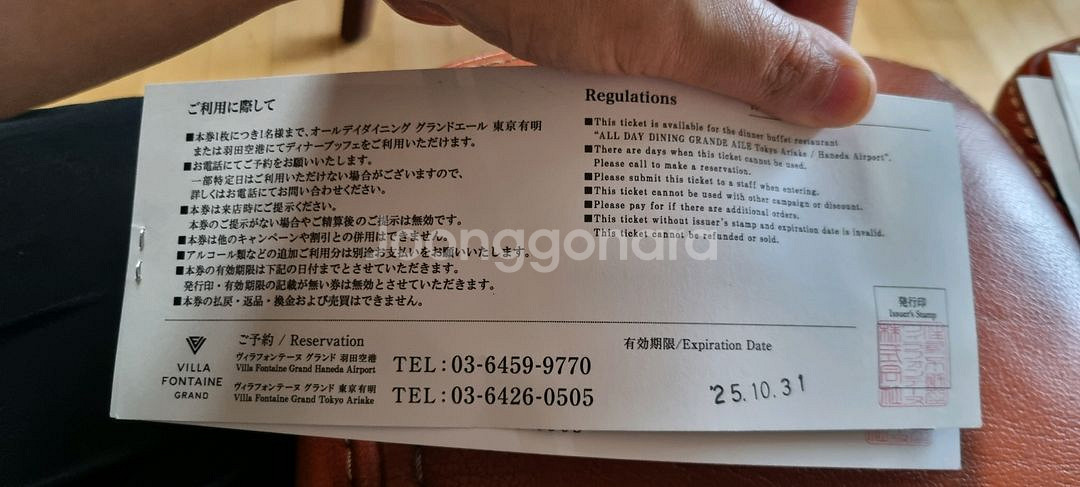 ご利用に際して
■本券1枚につき1名様まで、オールデイダイニング グランドエール 東京有明
または羽田空港にてディナーブッフェをご利用いただけます。
■お電話にてご予約をお願いいたします。
一部特定日はご利用いただけない場合がございますので、
詳しくはお電話にてお問い合わせください。
■本券は来店時にご提示ください。
本券のご提示がない場合やご精算後のご提示は無効です。
■本券は他のキャンペーンや割引との併用はできません。
■アルコール類などの追加ご利用分は別途お支払いをお願いいたします。
■本券の有効期限は下記の日付までとさせていただきます。
発行印・有効期限の記載が無い券は無効とさせていただきます。
■本券の払戻・返品・換金および売買はできません。
Regulations
■This ticket is available for the dinner buffet restaurant
"ALL DAY DINING GRANDE AILE Tokyo Ariake / Haneda Airport".
■There are days when this ticket cannot be used.
Please call to make a reservation.
■Please submit this ticket to a staff when entering.
■This ticket cannot be used with other campaign or discount.
■Please pay for if there are additional orders.
■This ticket without issuer's stamp and expiration date is invalid.
This ticket cannot be refunded or sold.
発行印
Issuer's Stamp
VILLA
FONTAINE
GRAND
ご予約 / Reservation
ヴィラフォンテーヌ グランド 羽田空港
Villa Fontaine Grand Haneda Airport
TEL : 03-6459-9770
ヴィラフォンテーヌ グランド 東京有明
Villa Fontaine Grand Tokyo Ariake
TEL : 03-6426-0505
有効期限/Expiration Date
'25.10.31